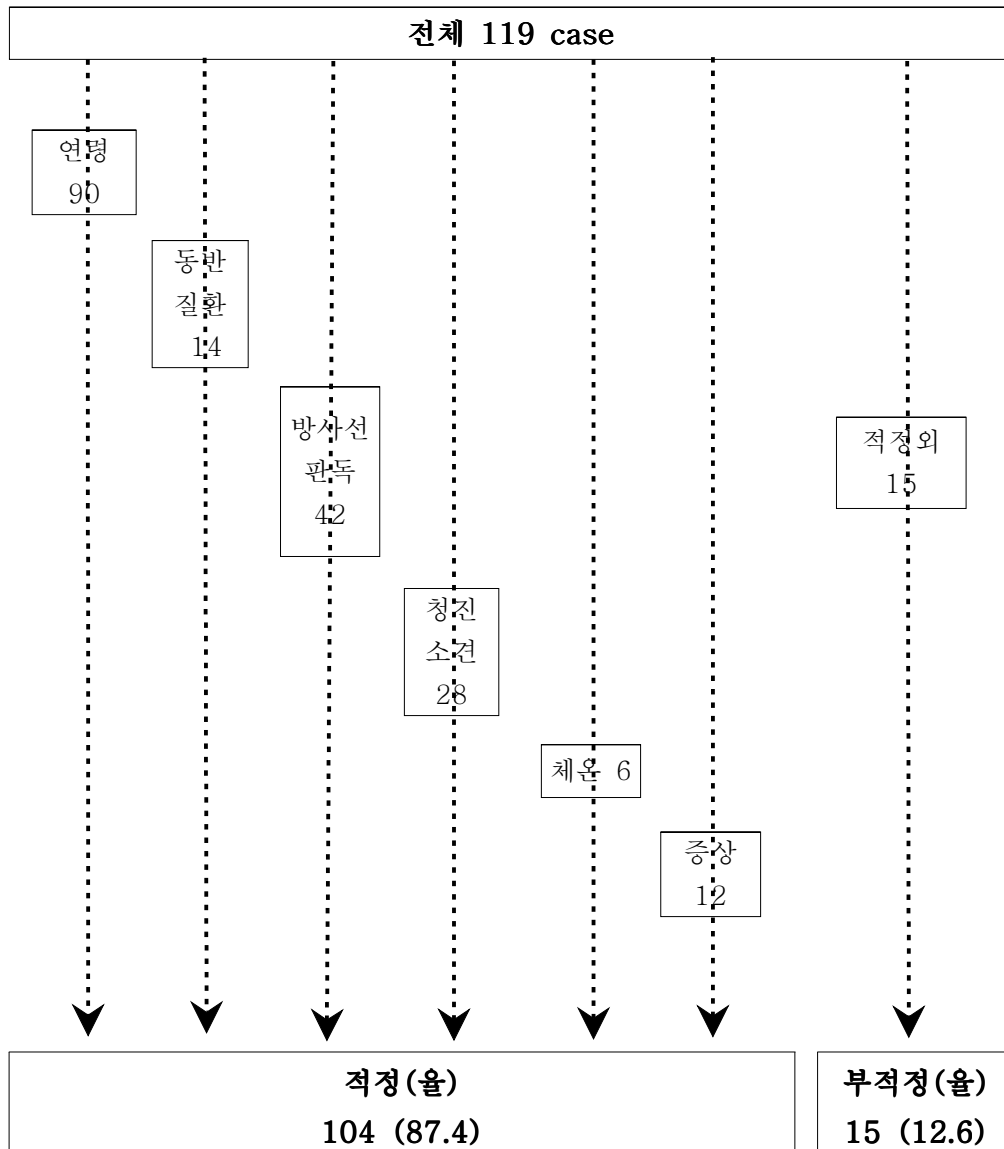 전체 119 case
연령
90
동반
질환
14
방사선
판독
42
적정외
15
청진
소견
28
체온 6
증상
12
적정(율)
104 (87.4)
부적정(율)
15 (12.6)